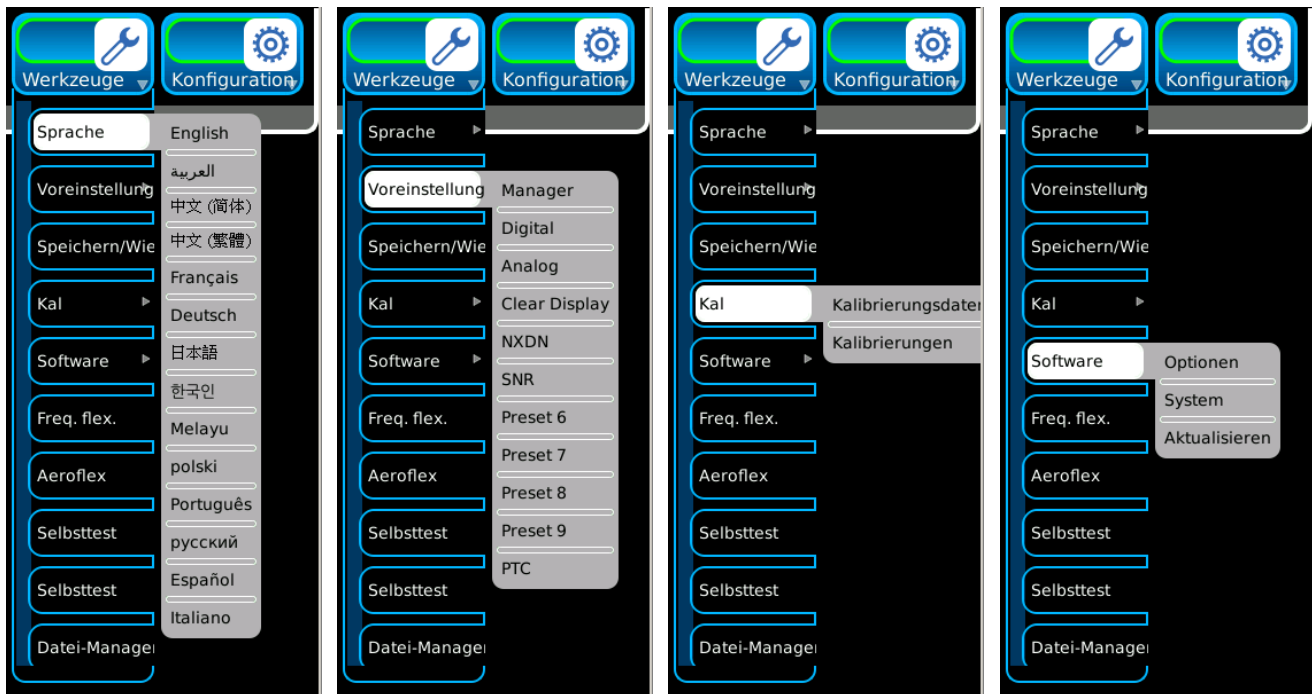 Werkzeuge
Konfiguration
Sprache
English
العربية
Voreinstellung
中文 (简体)
中文 (繁體)
Speichern/Wie
Français
Kal
Deutsch
日本語
Software
한국인
Freq. flex.
Melayu
polski
Aeroflex
Português
Selbsttest
русский
Español
Selbsttest
Italiano
Datei-Manager
Werkzeuge
Konfiguration
Sprache
Voreinstellung
Manager
Digital
Speichern/Wie
Analog
Kal
Clear Display
NXDN
Software
SNR
Freq. flex.
Preset 6
Preset 7
Aeroflex
Preset 8
Selbsttest
Preset 9
PTC
Selbsttest
Datei-Manager
Werkzeuge
Konfiguration
Sprache
Voreinstellung
Speichern/Wie
Kal
Kalibrierungsdaten
Kalibrierungen
Software
Freq. flex.
Aeroflex
Selbsttest
Selbsttest
Datei-Manager
Werkzeuge
Konfiguration
Sprache
Voreinstellung
Speichern/Wie
Kal
Software
Optionen
System
Freq. flex.
Aktualisieren
Aeroflex
Selbsttest
Selbsttest
Datei-Manager